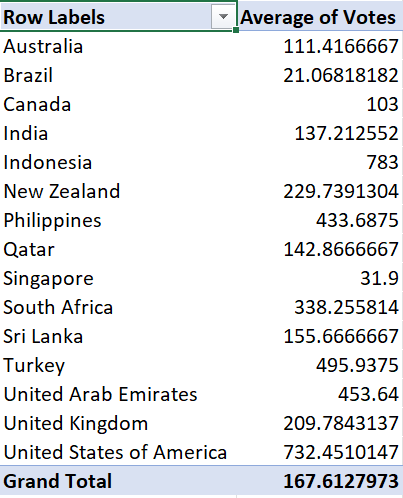 Row Labels Average of Votes
Australia 111.4166667
Brazil 21.06818182
Canada 103
India 137.212552
Indonesia 783
New Zealand 229.7391304
Philippines 433.6875
Qatar 142.8666667
Singapore 31.9
South Africa 338.255814
Sri Lanka 155.6666667
Turkey 495.9375
United Arab Emirates 453.64
United Kingdom 209.7843137
United States of America 732.4510147
Grand Total 167.6127973